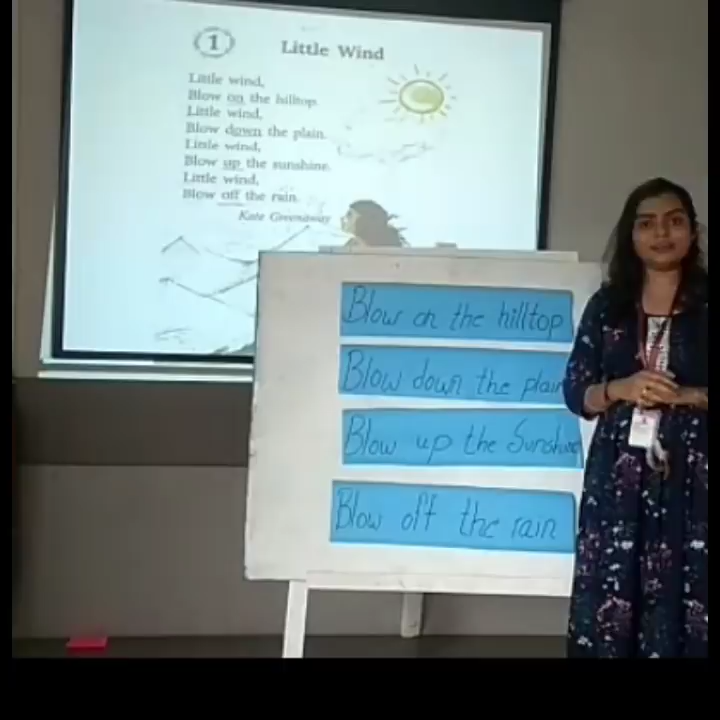 1
Little Wind
Little wind,
Blow on the hilltop.
Little wind,
Blow down the plain.
Little wind,
Blow up the sunshine.
Little wind,
Blow off the rain.
Kate Greenaway
Blow on the hilltop
Blow down the plain
Blow up the Sunshine
Blow off the rain